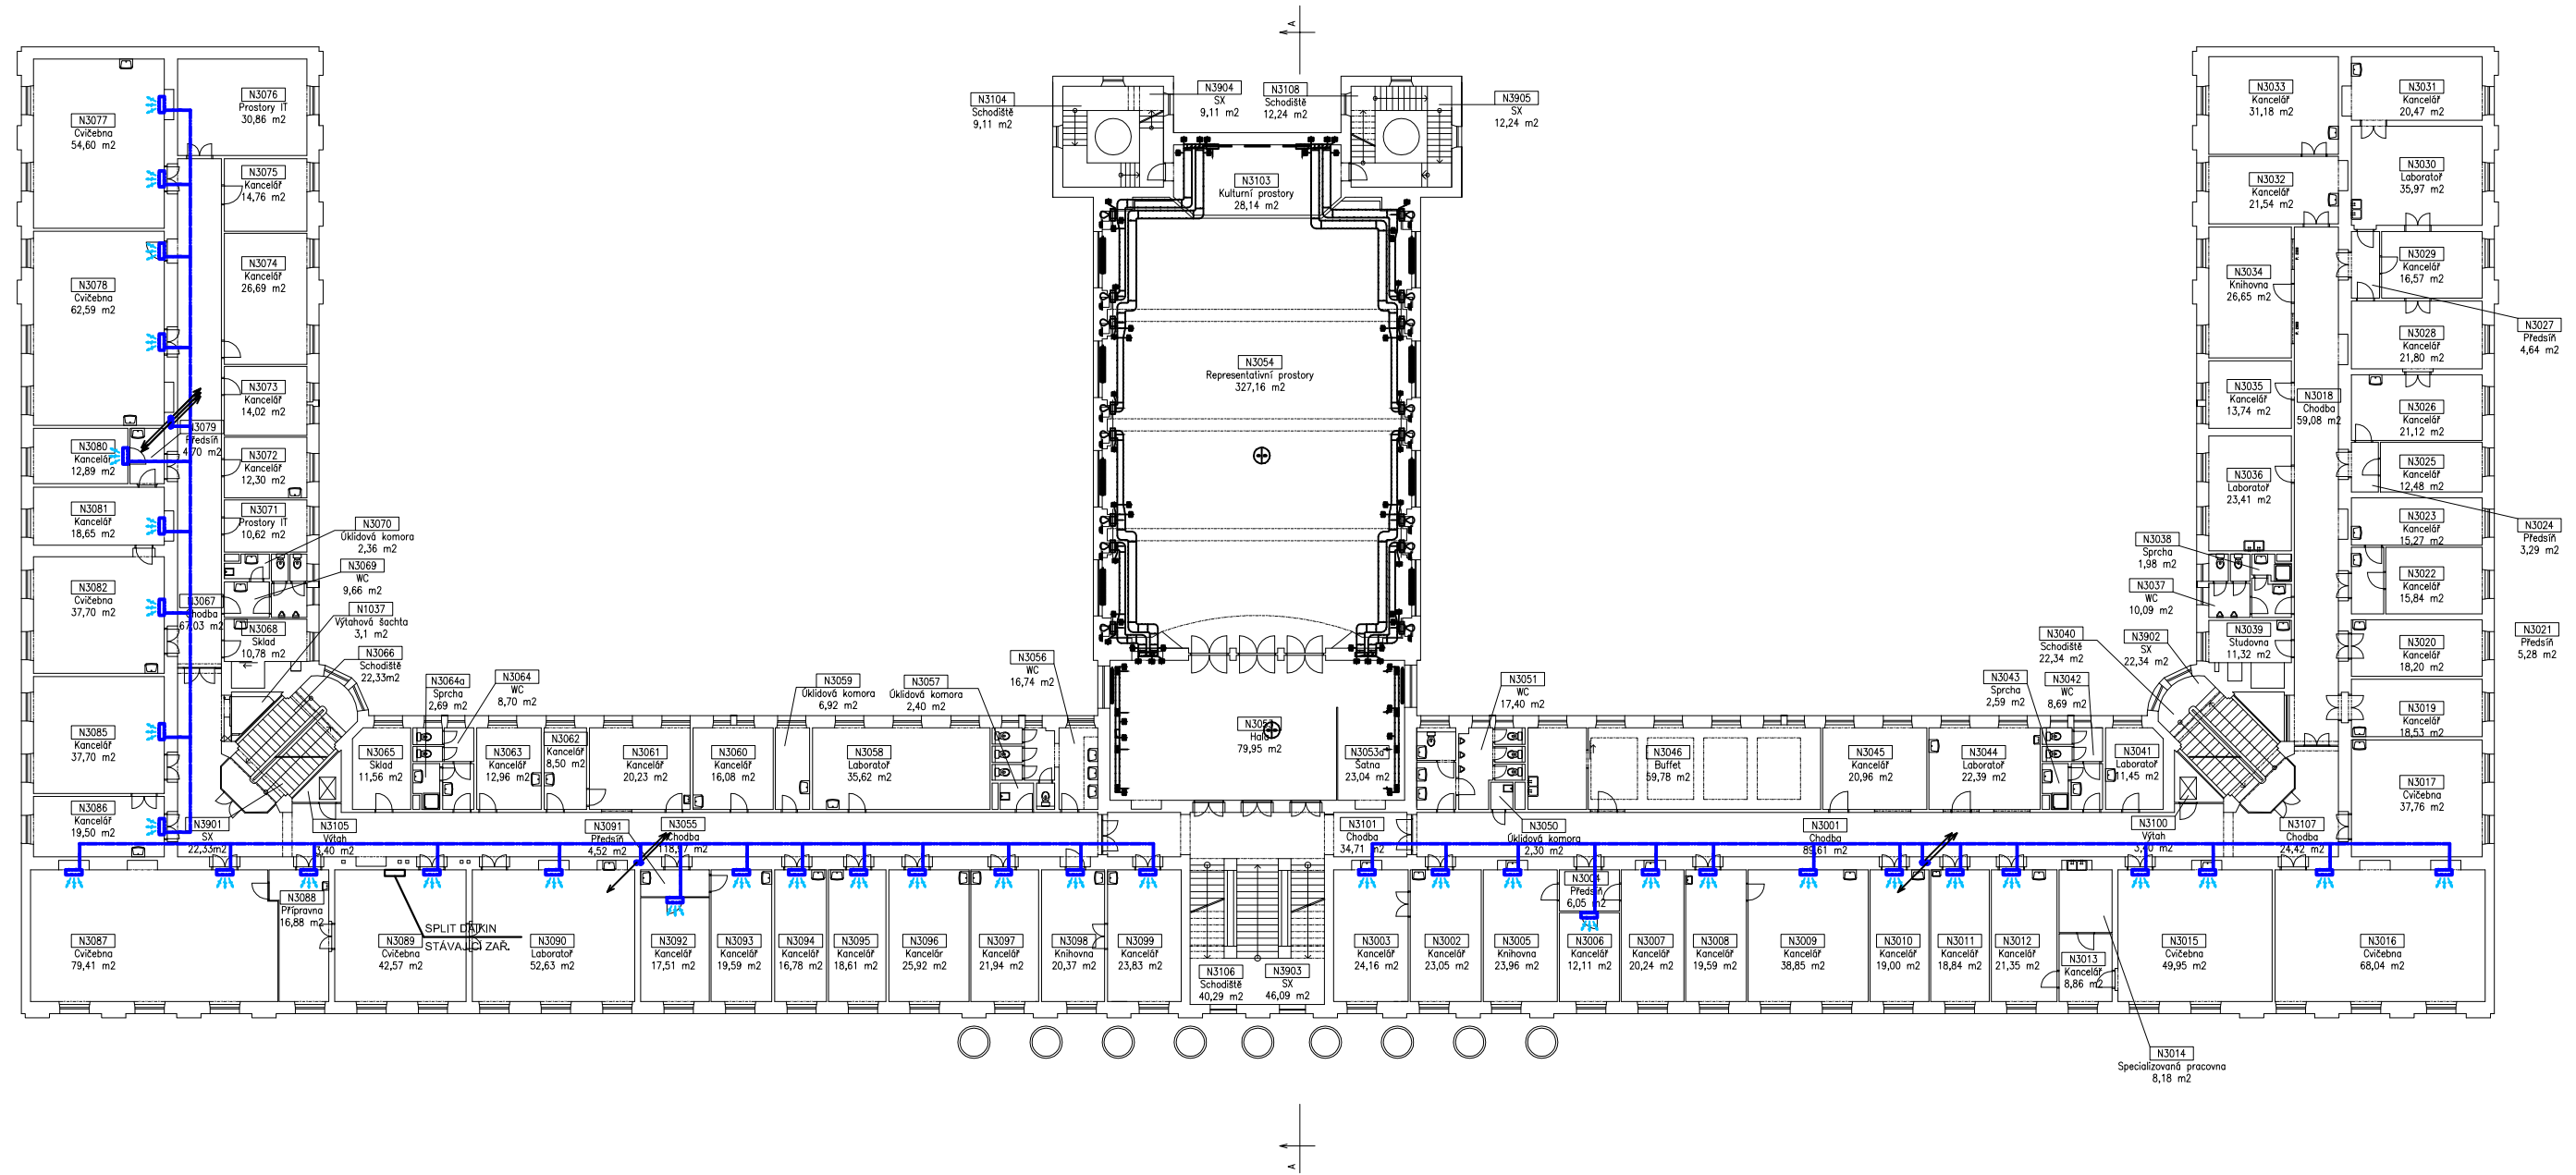 A
N3104
Schodiště
9,11 m2
N3904
SX
9,11 m2
N3108
Schodiště
12,24 m2
N3905
SX
12,24 m2
N3103
Kulturní prostory
28,14 m2
N3054
Representativní prostory
327,16 m2
N3077
Cvičebna
54,60 m2
N3076
Prostory IT
30,86 m2
N3075
Kancelář
14,76 m2
N3078
Cvičebna
62,59 m2
N3074
Kancelář
26,69 m2
N3073
Kancelář
14,02 m2
N3079
Předsíň
4,70 m2
N3080
Kancelář
12,89 m2
N3072
Kancelář
12,30 m2
N3081
Kancelář
18,65 m2
N3071
Prostory IT
10,62 m2
N3070
Úklidová komora
2,36 m2
N3069
WC
9,66 m2
N3082
Cvičebna
37,70 m2
N3067
Chodba
67,03 m2
N1037
Výtahová šachta
3,1 m2
N3068
Sklad
10,78 m2
N3066
Schodiště
22,33m2
N3085
Kancelář
37,70 m2
N3086
Kancelář
19,50 m2
N3901
SX
22,33m2
N3105
Výtah
3,40 m2
N3064a
Sprcha
2,69 m2
N3064
WC
8,70 m2
N3065
Sklad
11,56 m2
N3063
Kancelář
12,96 m2
N3062
Kancelář
8,50 m2
N3061
Kancelář
20,23 m2
N3060
Kancelář
16,08 m2
N3059
Úklidová komora
6,92 m2
N3058
Laboratoř
35,62 m2
N3057
Úklidová komora
2,40 m2
N3056
WC
16,74 m2
N3091
Předsíň
4,52 m2
N3055
Chodba
N3053
Hala
79,95 m2
N3053a
Šatna
23,04 m2
N3051
WC
17,40 m2
N3050
Úklidová komora
2,30 m2
N3046
Buffet
59,78 m2
N3045
Kancelář
20,96 m2
N3044
Laboratoř
22,39 m2
N3043
Sprcha
2,59 m2
N3042
WC
8,69 m2
N3041
Laboratoř
11,45 m2
N3040
Schodiště
22,34 m2
N3902
SX
22,34 m2
N3101
Chodba
34,71 m2
N3001
Chodba
89,61 m2
N3100
Výtah
N3107
Chodba
24,42 m2
N3033
Kancelář
31,18 m2
N3031
Kancelář
20,47 m2
N3032
Kancelář
21,54 m2
N3030
Laboratoř
35,97 m2
N3034
Knihovna
26,65 m2
N3029
Kancelář
16,57 m2
N3027
Předsíň
4,64 m2
N3028
Kancelář
21,80 m2
N3035
Kancelář
13,74 m2
N3018
Chodba
59,08 m2
N3026
Kancelář
21,12 m2
N3036
Laboratoř
23,41 m2
N3025
Kancelář
12,48 m2
N3024
Předsíň
3,29 m2
N3023
Kancelář
15,27 m2
N3038
Sprcha
1,98 m2
N3037
WC
10,09 m2
N3022
Kancelář
15,84 m2
N3039
Studovna
11,32 m2
N3020
Kancelář
18,20 m2
N3021
Předsíň
5,28 m2
N3019
Kancelář
18,53 m2
N3017
Cvičebna
37,76 m2
N3087
Cvičebna
79,41 m2
N3088
Přípravna
16,88 m2
SPLIT DAIKIN
STÁVAJÍCÍ ZAŘ.
N3089
Cvičebna
42,57 m2
N3090
Laboratoř
52,63 m2
N3092
Kancelář
17,51 m2
N3093
Kancelář
19,59 m2
N3094
Kancelář
16,78 m2
N3095
Kancelář
18,61 m2
N3096
Kancelář
25,92 m2
N3097
Kancelář
21,94 m2
N3098
Knihovna
20,37 m2
N3099
Kancelář
23,83 m2
N3106
Schodiště
40,29 m2
N3903
SX
46,09 m2
N3003
Kancelář
24,16 m2
N3002
Kancelář
23,05 m2
N3005
Knihovna
23,96 m2
N3004
Předsíň
6,05 m2
N3006
Kancelář
12,11 m2
N3007
Kancelář
20,24 m2
N3008
Kancelář
19,59 m2
N3009
Kancelář
38,85 m2
N3010
Kancelář
19,00 m2
N3011
Kancelář
18,84 m2
N3012
Kancelář
21,35 m2
N3013
Kancelář
8,86 m2
N3015
Cvičebna
49,95 m2
N3016
Cvičebna
68,04 m2
N3014
Specializovaná pracovna
8,18 m2
A